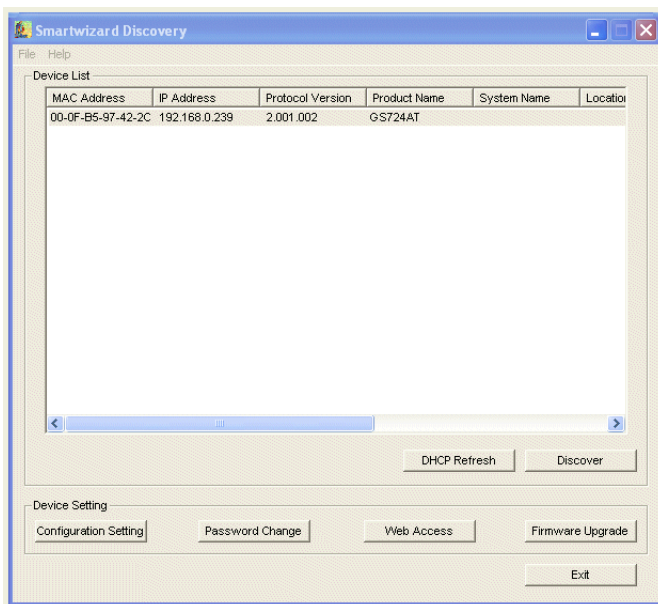 Smartwizard Discovery
File Help
Device List
MAC Address IP Address Protocol Version Product Name System Name Location
00-0F-B5-97-42-2C 192.168.0.239 2.001.002 GS724AT
DHCP Refresh Discover
Device Setting
Configuration Setting Password Change Web Access Firmware Upgrade
Exit